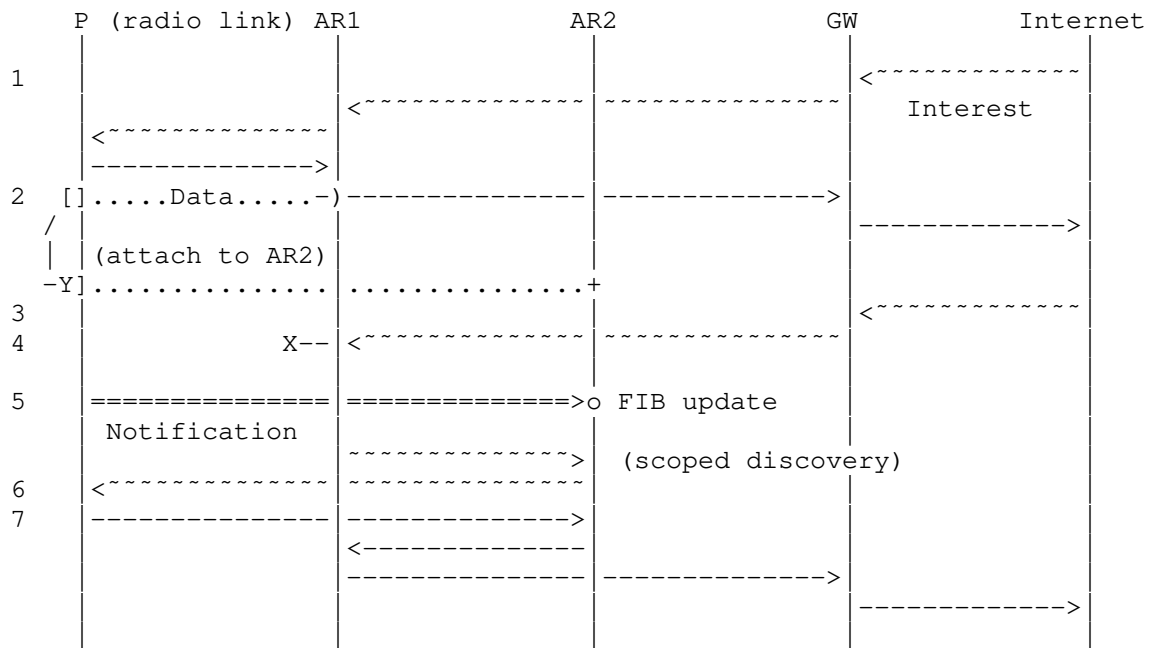 P (radio link) AR1 AR2 GW Internet
1
Interest
2 [].....Data.....-)
(attach to AR2)
-Y]...............|...............+
3
4 X--
5 o FIB update
Notification
(scoped discovery)
6
7